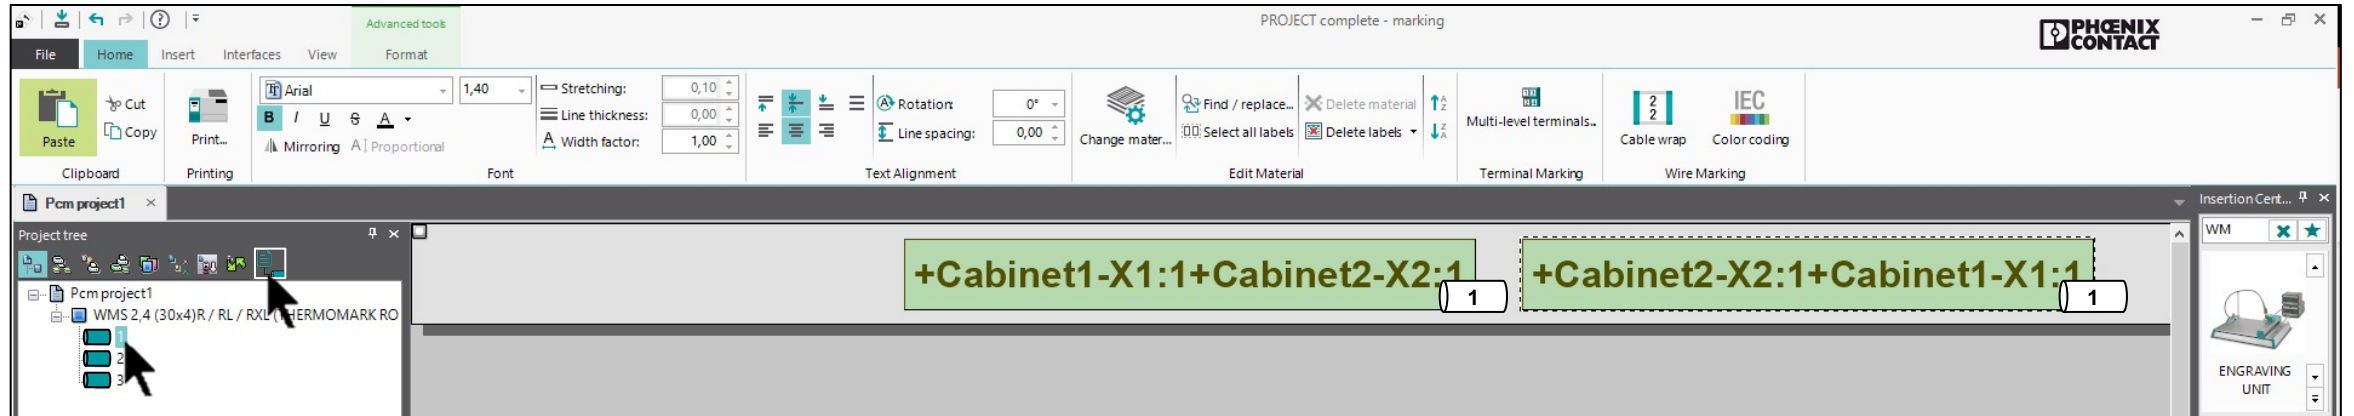 Advanced tools
PROJECT complete - marking
PHŒNIX
CONTACT
File Home Insert Interfaces View Format
Arial 1,40 Stretching: 0,10
Cut Rotation: 0° Find / replace... Delete material
Copy B I U S A Line thickness: 0,00 Multi-level terminals..
Paste Print... Mirroring A Proportional Width factor: 1,00 Line spacing: 0,00 Change mater... Select all labels Delete labels Cable wrap IEC Color coding
Clipboard Printing Font Text Alignment Edit Material Terminal Marking Wire Marking
Pcm project1 Insertion Cent...
Project tree WM
+Cabinet1-X1:1+Cabinet2-X2:1 +Cabinet2-X2:1+Cabinet1-X1:1
1 1
Pcm project1
WMS 2,4 (30x4)R / RL / RXL (THERMOMARK RO
1
2
3
ENGRAVING
UNIT